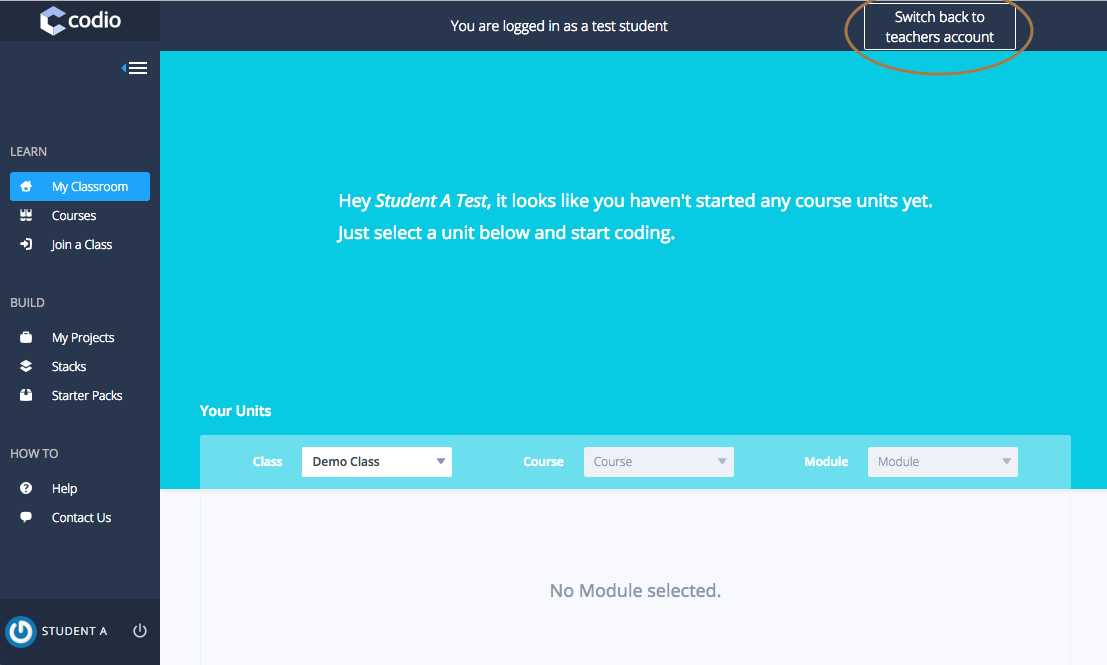 codio
You are logged in as a test student
Switch back to
teachers account
LEARN
My Classroom
Courses
Join a Class
BUILD
My Projects
Stacks
Starter Packs
HOW TO
Help
Contact Us
STUDENT A
Hey Student A Test, it looks like you haven't started any course units yet.
Just select a unit below and start coding.
Your Units
Class Demo Class Course Course Module Module
No Module selected.